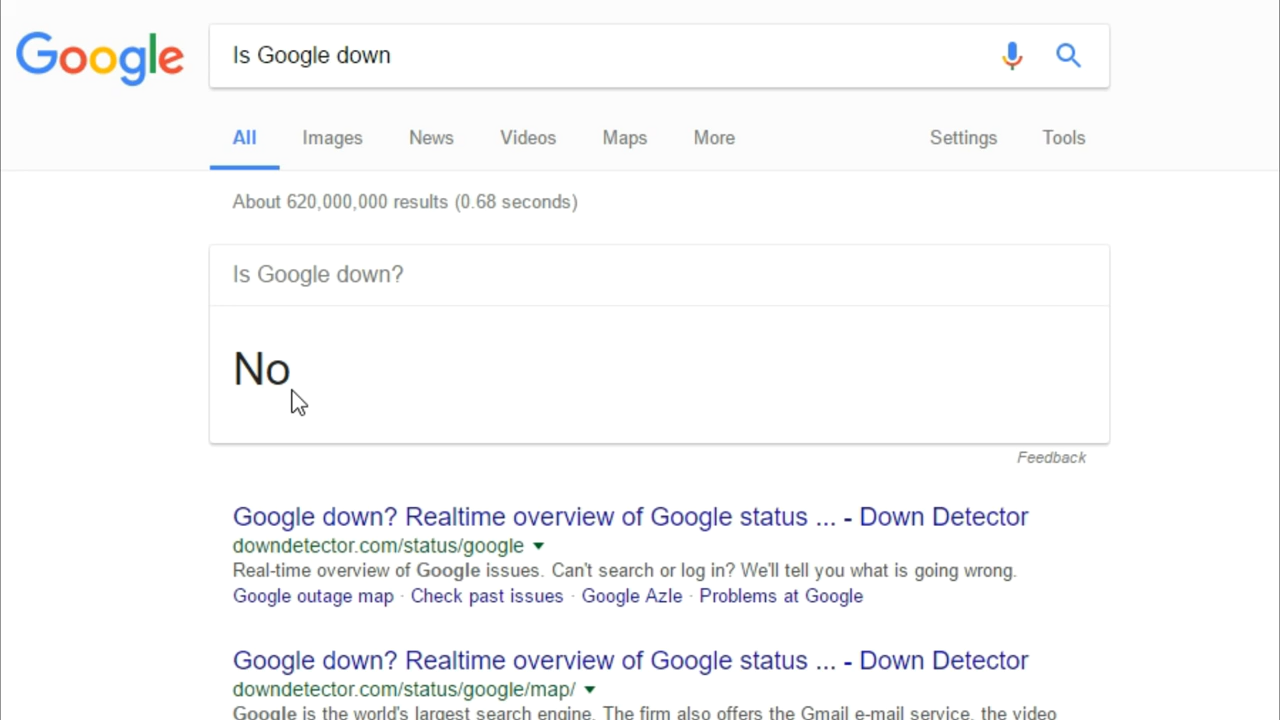 Google
Is Google down
All Images News Videos Maps More Settings Tools
About 620,000,000 results (0.68 seconds)
Is Google down?
No
Feedback
Google down? Realtime overview of Google status ... - Down Detector
downdetector.com/status/google
Real-time overview of Google issues. Can't search or log in? We'll tell you what is going wrong.
Google outage map · Check past issues · Google Azle · Problems at Google
Google down? Realtime overview of Google status ... - Down Detector
downdetector.com/status/google/map/
Google is the world's largest search engine. The firm also offers the Gmail e-mail service, the video